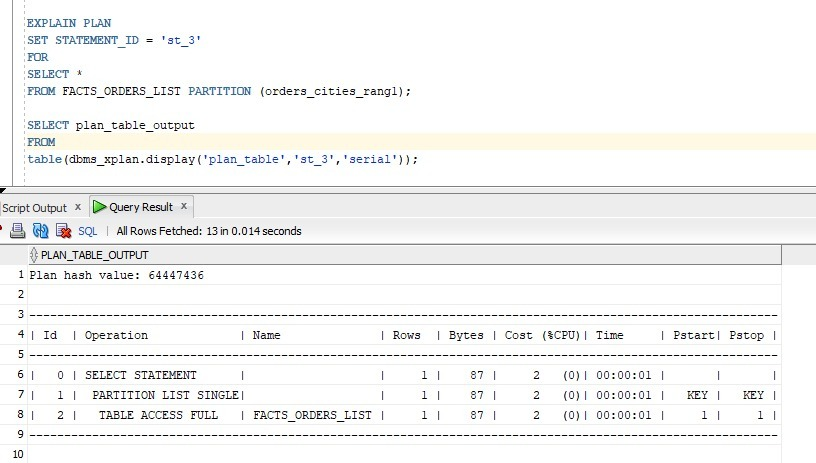 EXPLAIN PLAN
SET STATEMENT_ID = 'st_3'
FOR
SELECT *
FROM FACTS_ORDERS_LIST PARTITION (orders_cities_rang1);
SELECT plan_table_output
FROM
table(dbms_xplan.display('plan_table','st_3','serial'));
Script Output x Query Result x
SQL | All Rows Fetched: 13 in 0.014 seconds
PLAN_TABLE_OUTPUT
1 Plan hash value: 64447436
2
3 --------------------------------------------------------------------------------------------------------
4 | Id | Operation | Name | Rows | Bytes | Cost (%CPU)| Time | Pstart| Pstop |
5 --------------------------------------------------------------------------------------------------------
6 | 0 | SELECT STATEMENT | | 1 | 87 | 2 (0)| 00:00:01 | | |
7 | 1 | PARTITION LIST SINGLE| | 1 | 87 | 2 (0)| 00:00:01 | KEY | KEY |
8 | 2 | TABLE ACCESS FULL | FACTS_ORDERS_LIST | 1 | 87 | 2 (0)| 00:00:01 | 1 | 1 |
9 --------------------------------------------------------------------------------------------------------
10